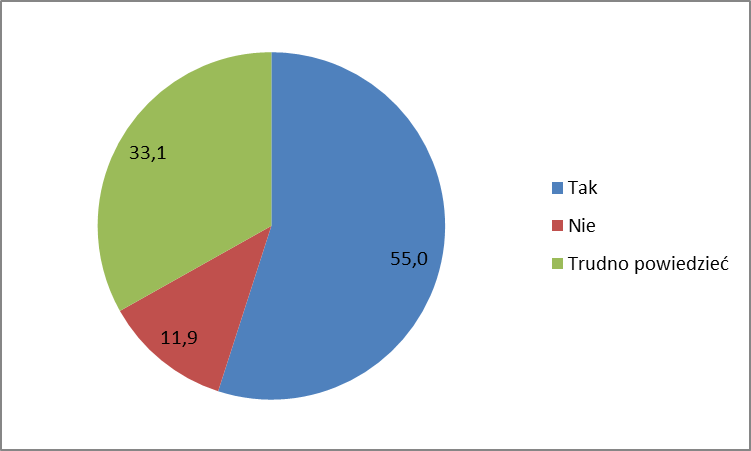 33,1
55,0
11,9
Tak
Nie
Trudno powiedzieć